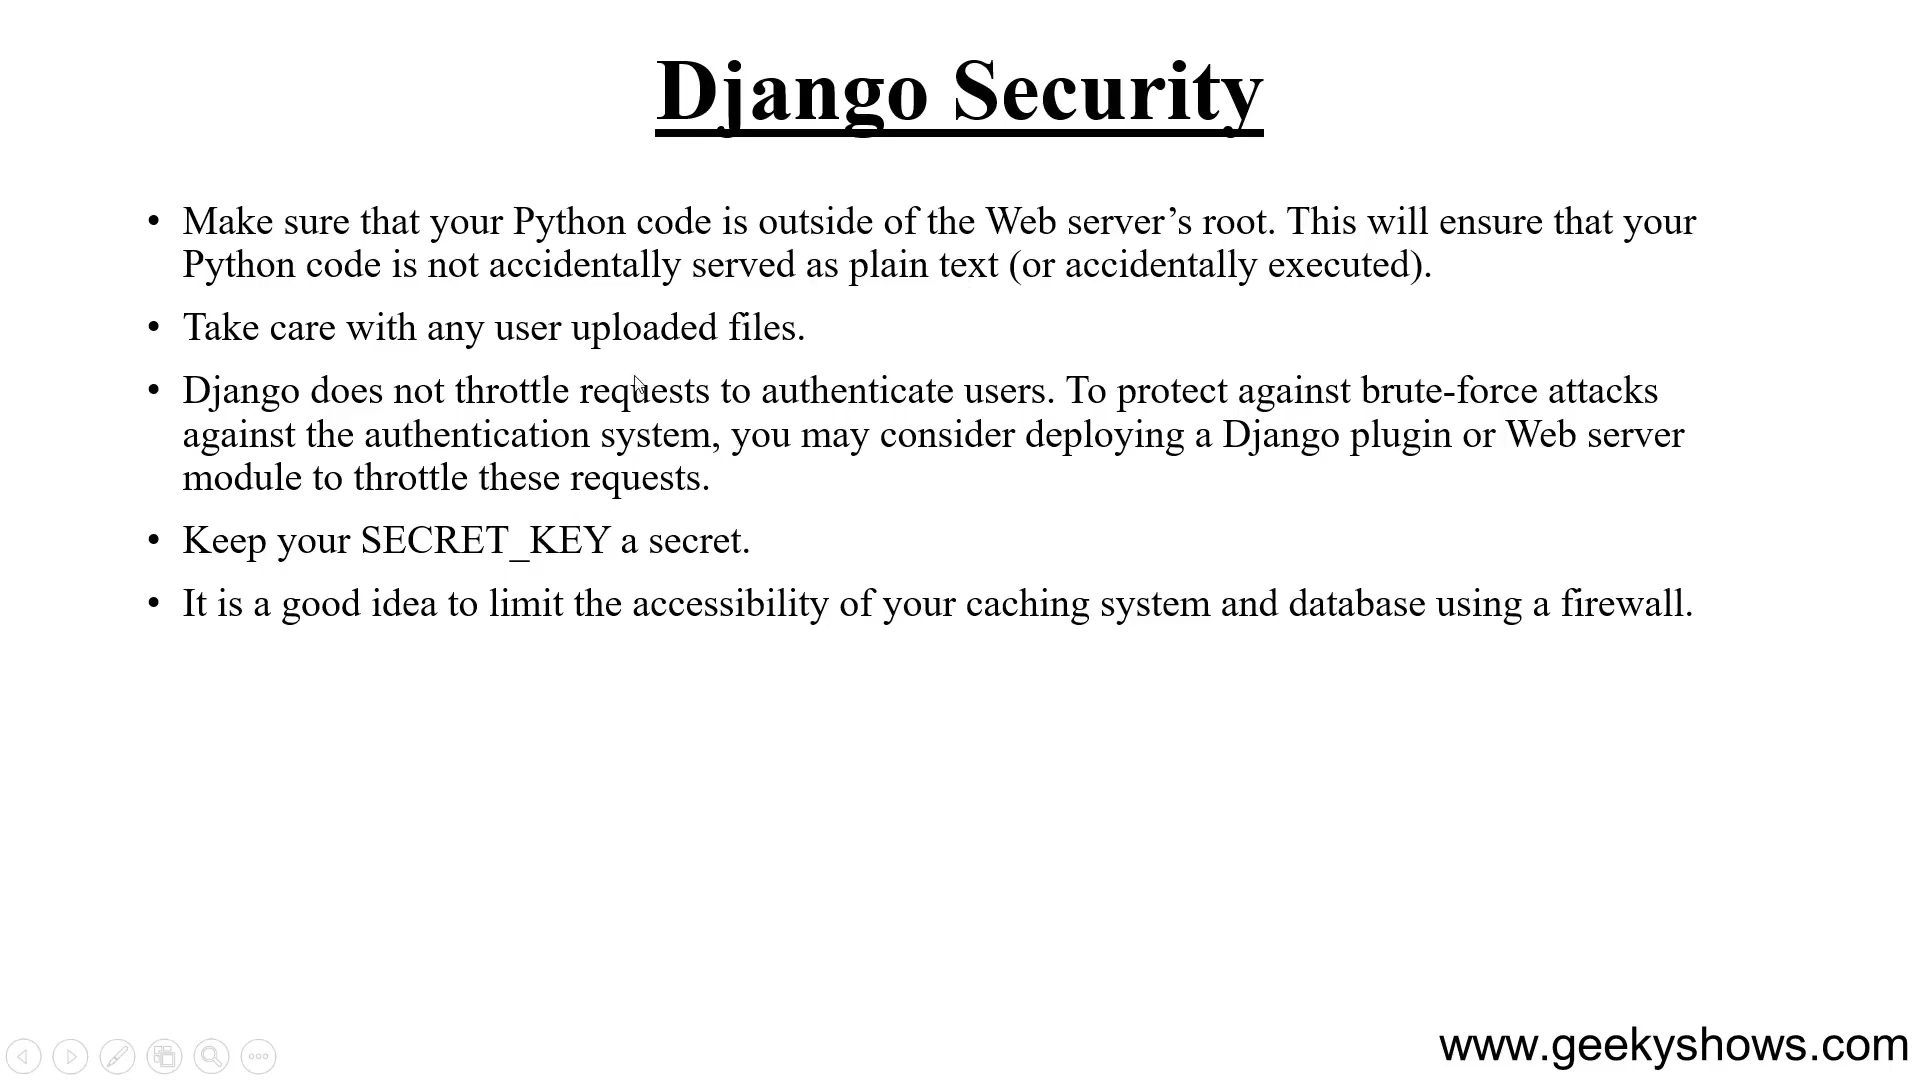 Django Security
• Make sure that your Python code is outside of the Web server’s root. This will ensure that your
Python code is not accidentally served as plain text (or accidentally executed).
• Take care with any user uploaded files.
• Django does not throttle requests to authenticate users. To protect against brute-force attacks
against the authentication system, you may consider deploying a Django plugin or Web server
module to throttle these requests.
• Keep your SECRET_KEY a secret.
• It is a good idea to limit the accessibility of your caching system and database using a firewall.
www.geekyshows.com